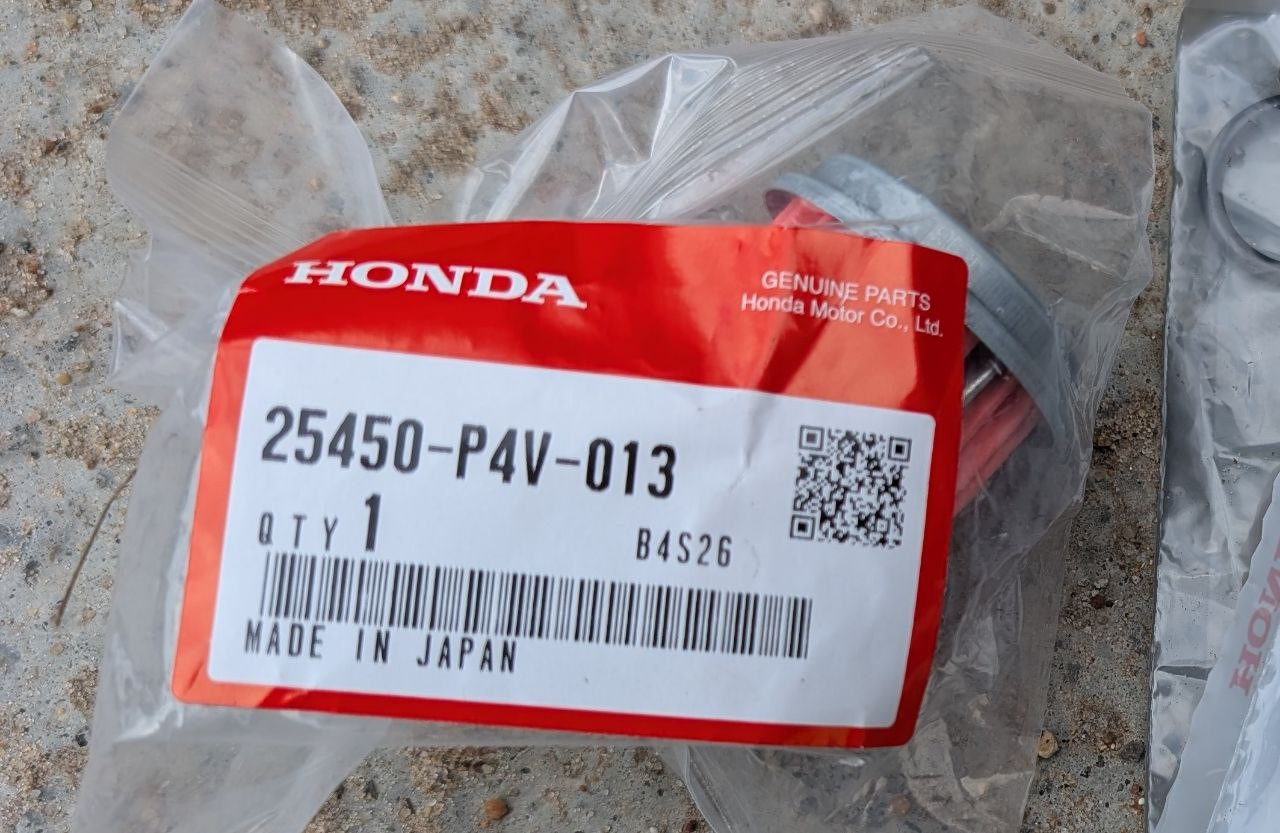 HONDA
GENUINE PARTS
Honda Motor Co., Ltd.
25450-P4V-013
QTY 1
B4S26
MADE IN JAPAN